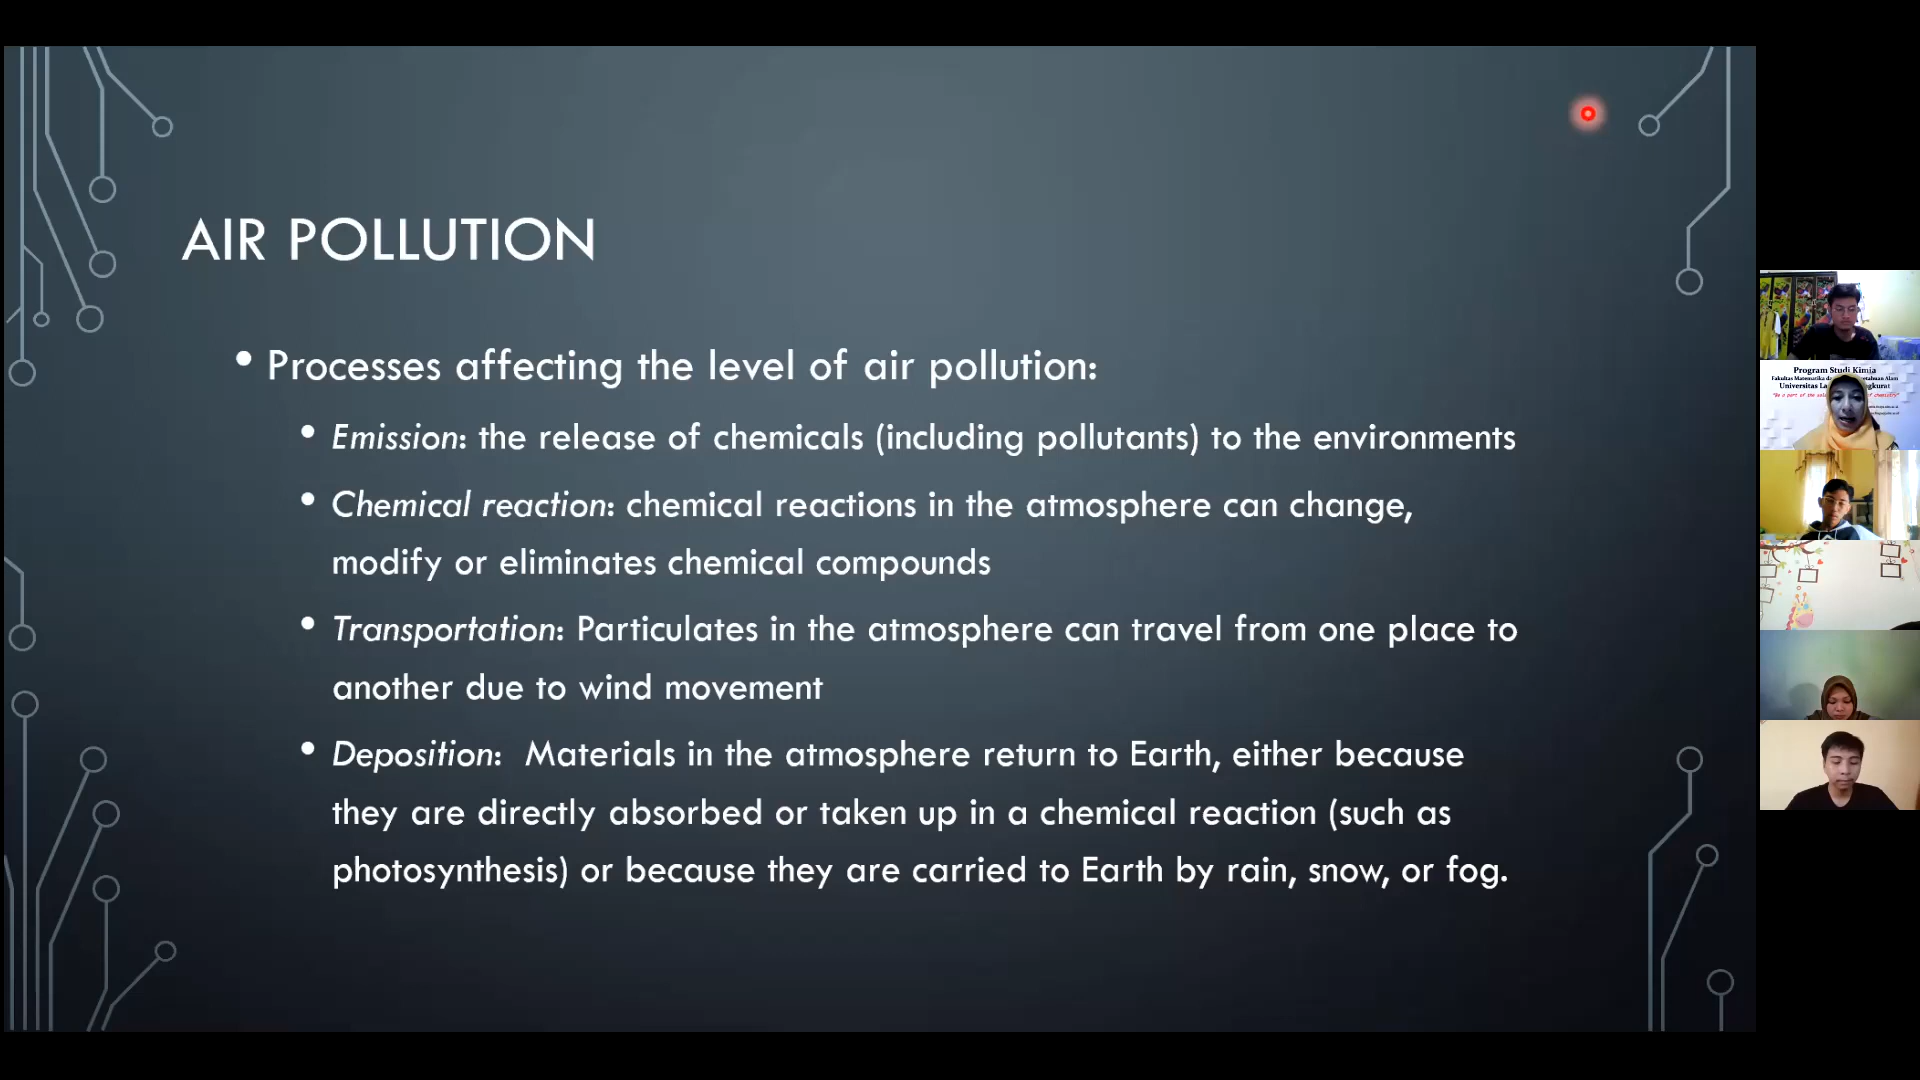 AIR POLLUTION
• Processes affecting the level of air pollution:
• Emission: the release of chemicals (including pollutants) to the environments
• Chemical reaction: chemical reactions in the atmosphere can change,
modify or eliminates chemical compounds
• Transportation: Particulates in the atmosphere can travel from one place to
another due to wind movement
• Deposition: Materials in the atmosphere return to Earth, either because
they are directly absorbed or taken up in a chemical reaction (such as
photosynthesis) or because they are carried to Earth by rain, snow, or fog.
Program Studi Kimia
Fakultas Matematika
Universitas